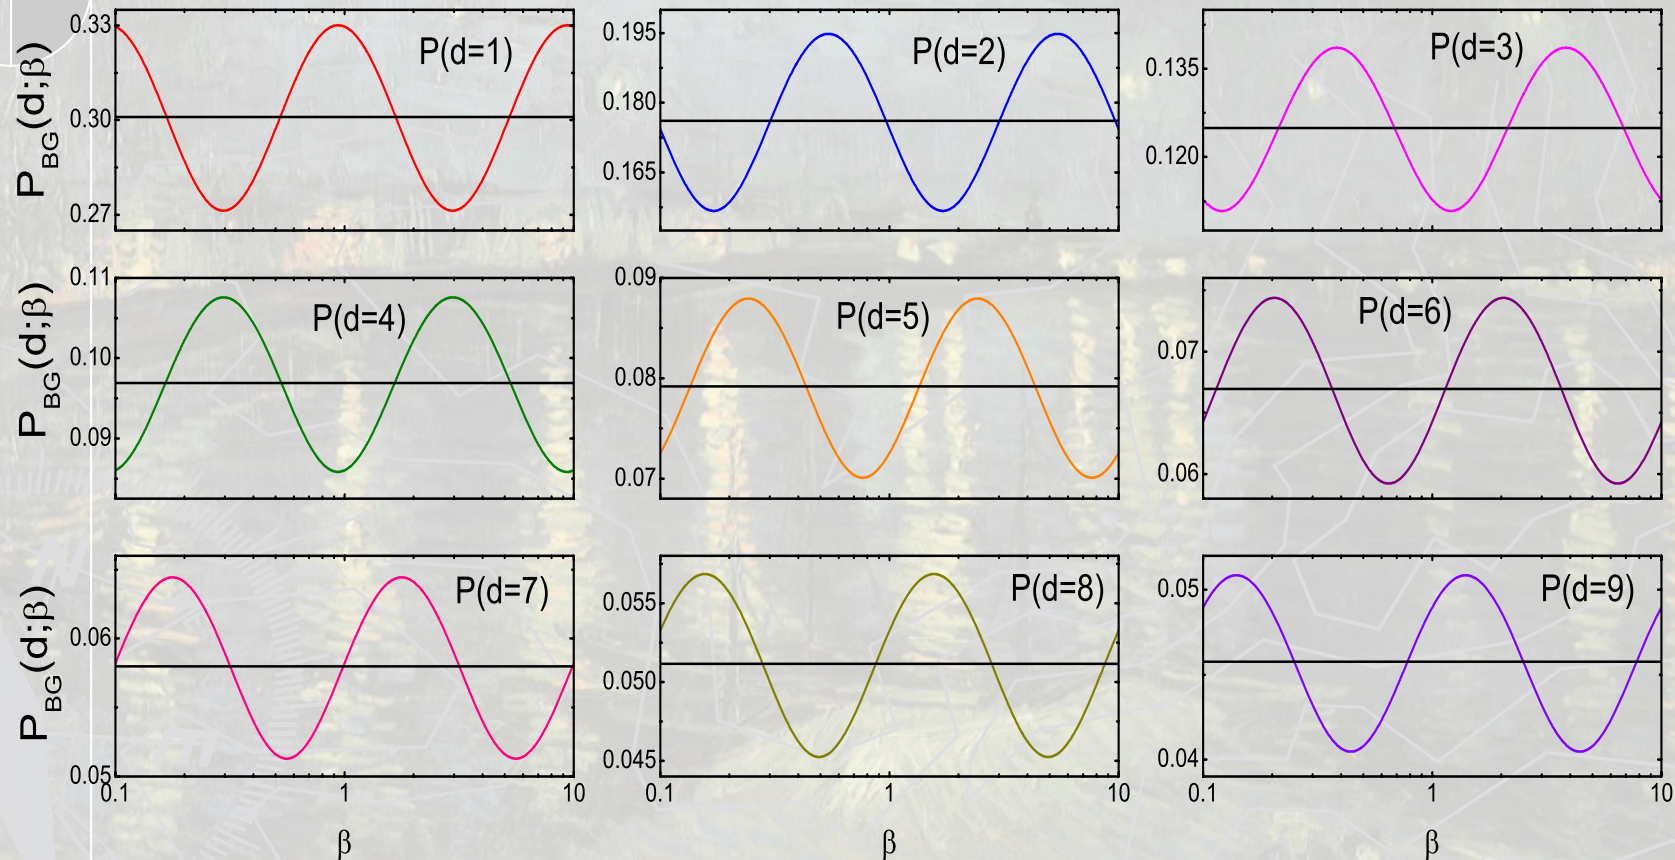 P_BG(d;β)
0.33
0.30
0.27
P(d=1)
0.195
0.180
0.165
P(d=2)
0.135
0.120
P(d=3)
P_BG(d;β)
0.11
0.10
0.09
P(d=4)
0.09
0.08
0.07
P(d=5)
0.07
0.06
P(d=6)
P_BG(d;β)
0.06
0.05
P(d=7)
0.1 1 10
β
0.055
0.050
0.045
P(d=8)
0.1 1 10
β
0.05
0.04
P(d=9)
0.1 1 10
β